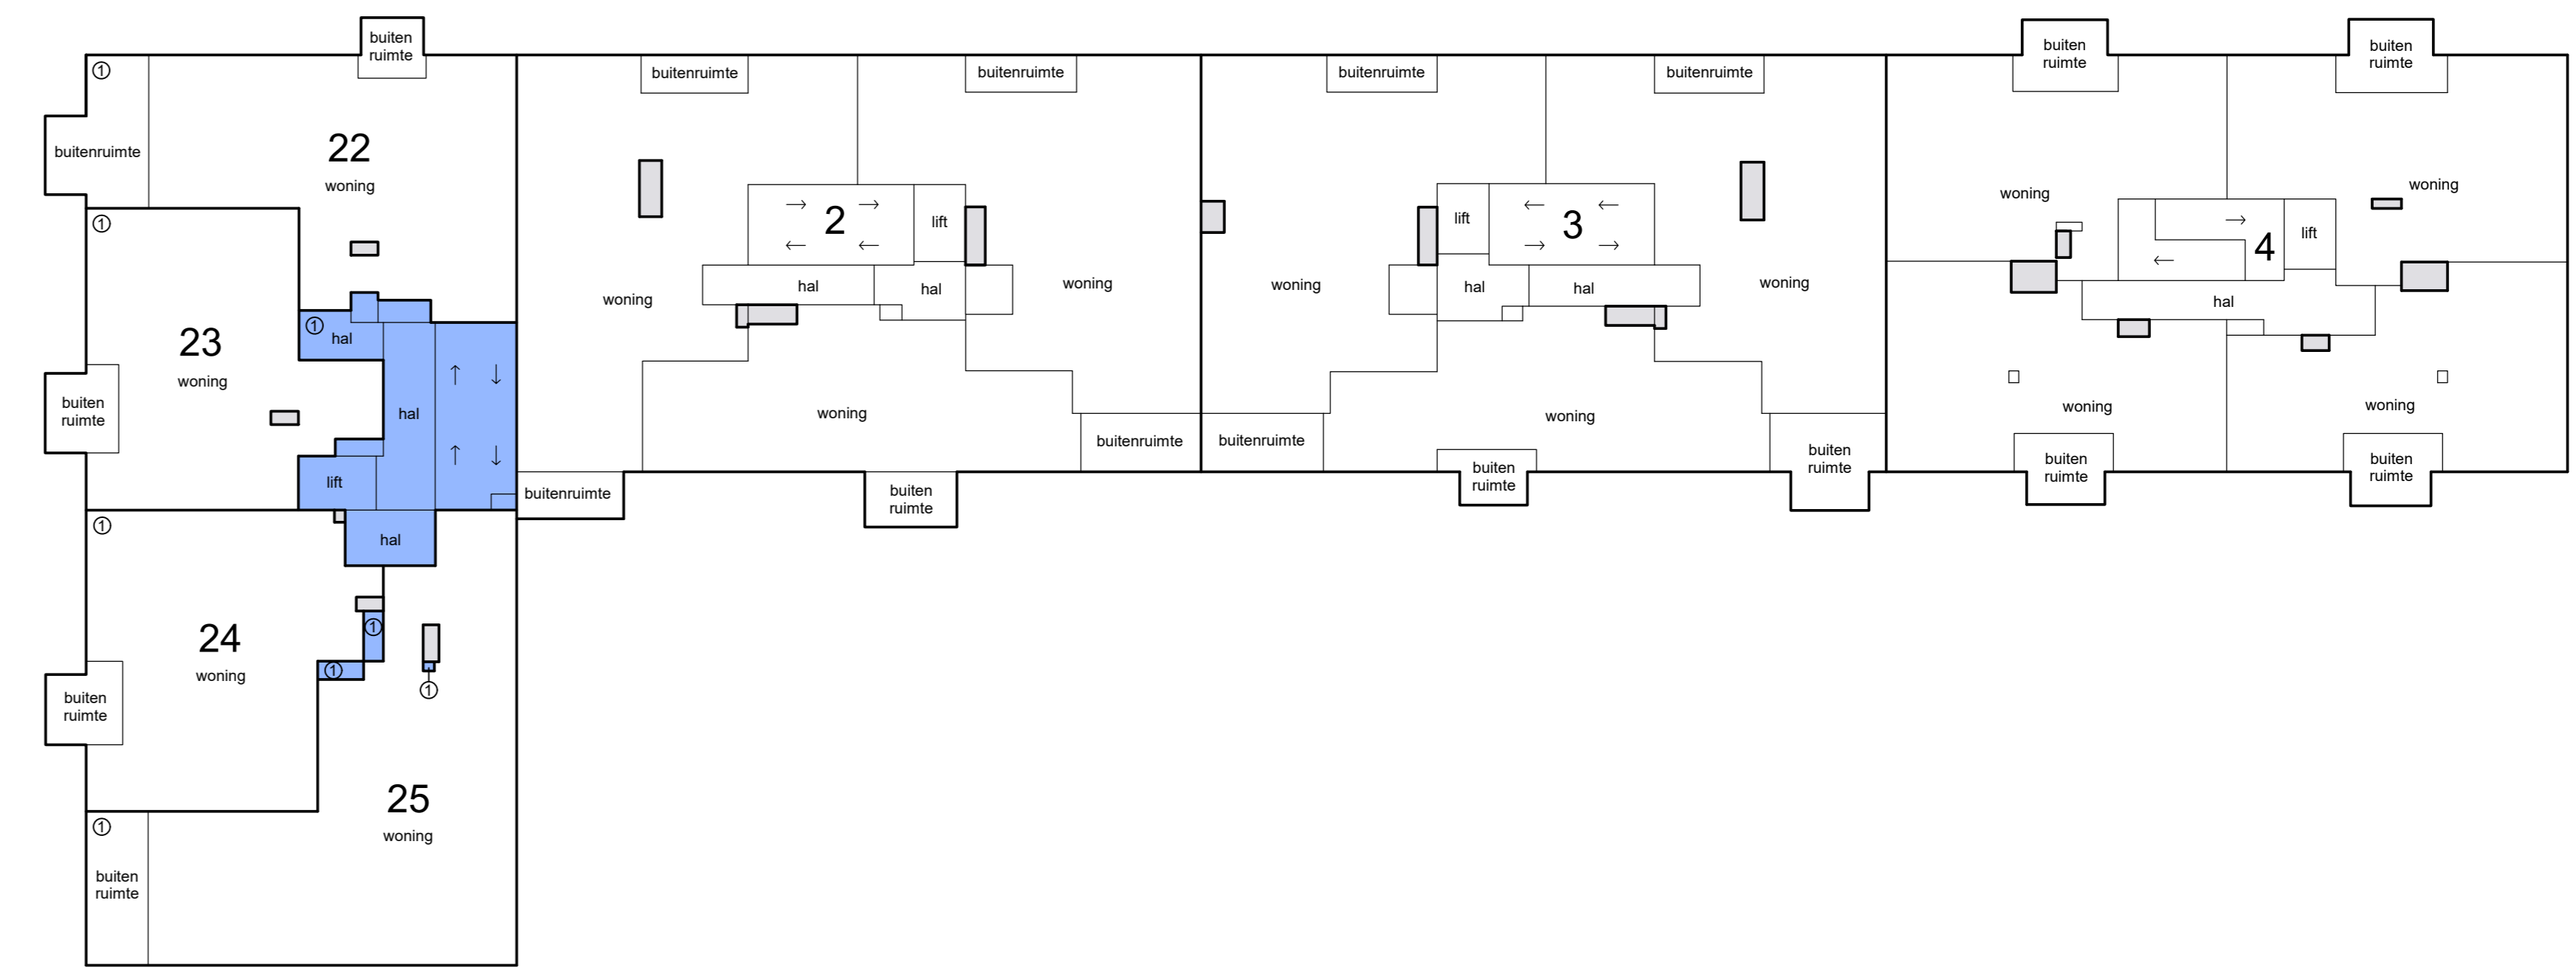 buiten
ruimte
①
buitenruimte
22
woning
①
23
woning
buiten
ruimte
①
hal
hal
lift
hal
①
24
woning
buiten
ruimte
①
①
①
25
woning
①
buiten
ruimte
buitenruimte
buitenruimte
→ →
2
← ←
lift
hal
hal
woning
woning
woning
buitenruimte
buitenruimte
buiten
ruimte
↑ ↓
↑ ↓
buitenruimte
buitenruimte
lift
← ←
3
→ →
hal
hal
woning
woning
woning
buitenruimte
buiten
ruimte
buiten
ruimte
buiten
ruimte
buiten
ruimte
woning
woning
→
4
←
lift
hal
woning
woning
buiten
ruimte
buiten
ruimte